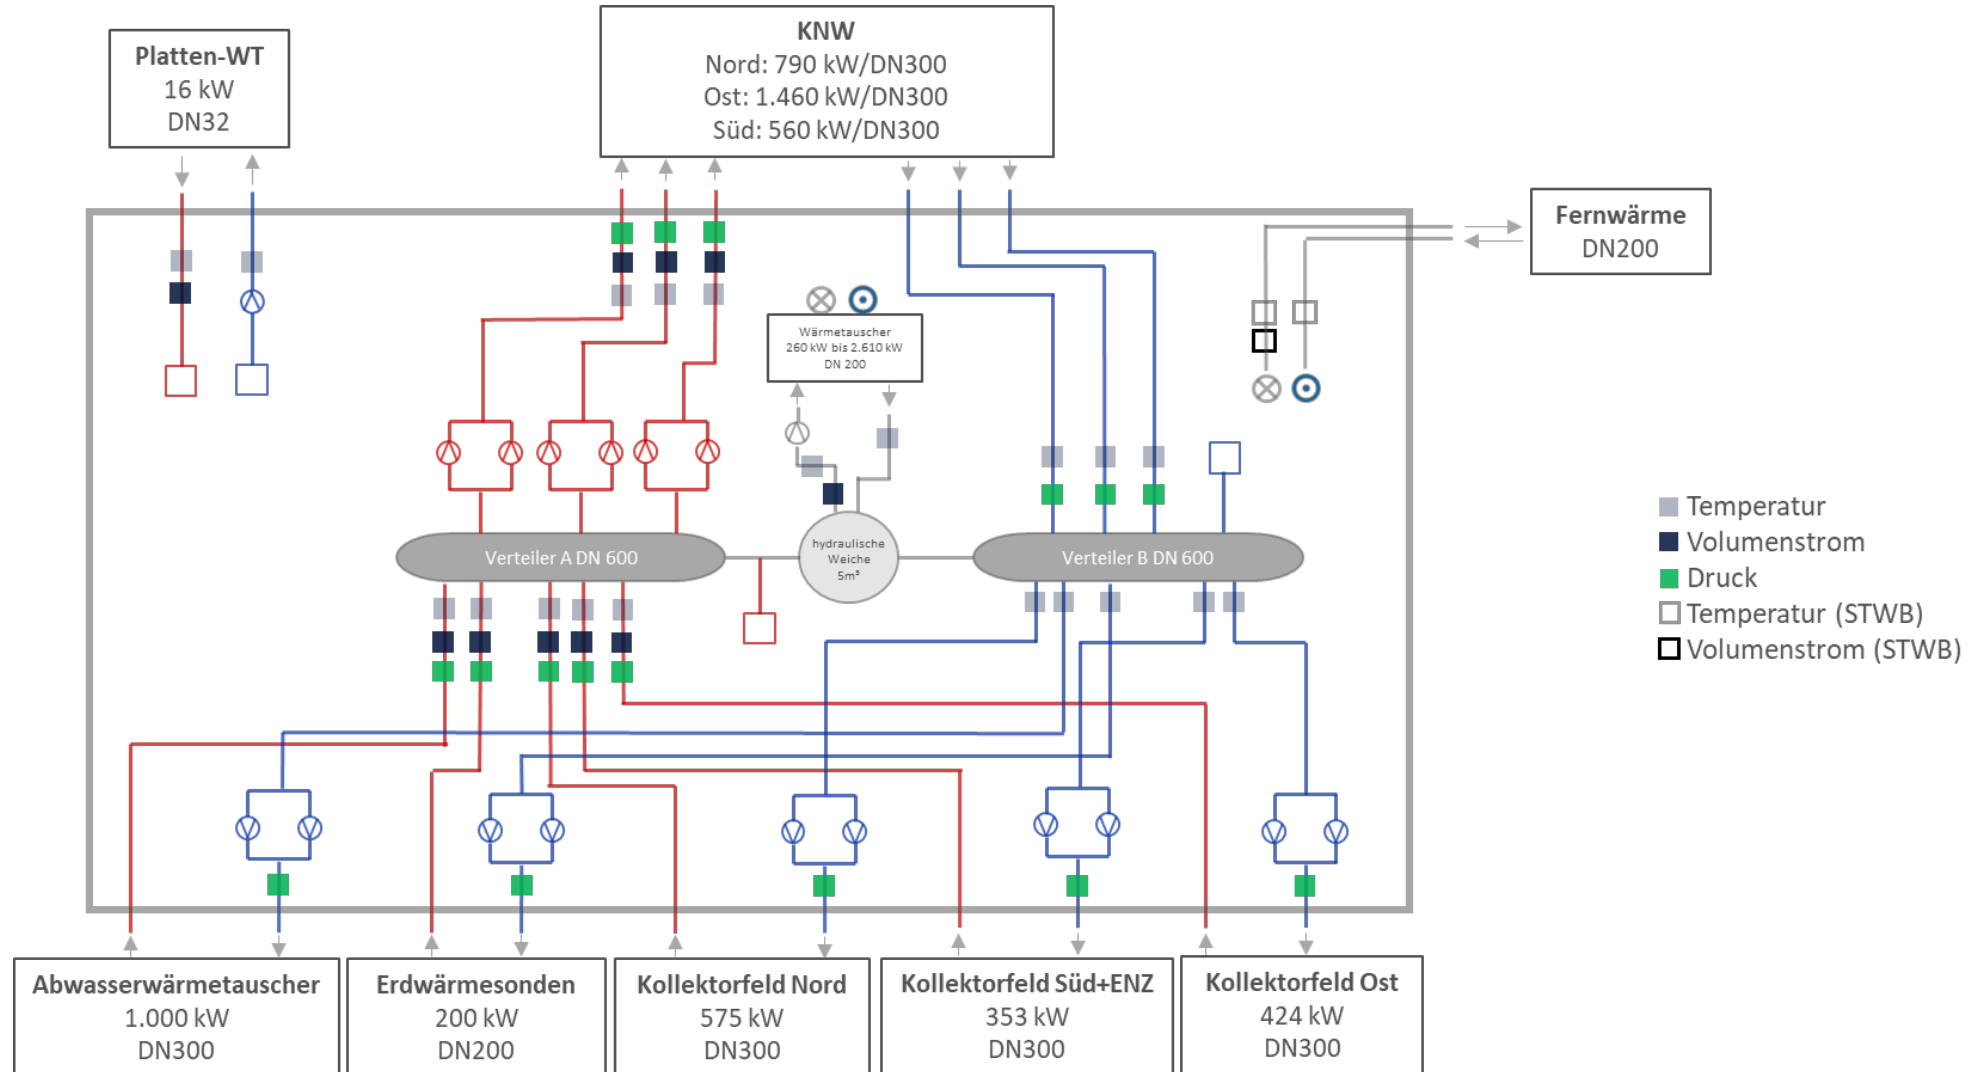 Platten-WT
16 kW
DN32
KNW
Nord: 790 kW/DN300
Ost: 1.460 kW/DN300
Süd: 560 kW/DN300
Fernwärme
DN200
Wärmetauscher
260 kW bis 2.610 kW
DN 200
Verteiler A DN 600
hydraulische
Weiche
5m³
Verteiler B DN 600
Temperatur
Volumenstrom
Druck
Temperatur (STWB)
Volumenstrom (STWB)
Abwasserwärmetauscher
1.000 kW
DN300
Erdwärmesonden
200 kW
DN200
Kollektorfeld Nord
575 kW
DN300
Kollektorfeld Süd+ENZ
353 kW
DN300
Kollektorfeld Ost
424 kW
DN300